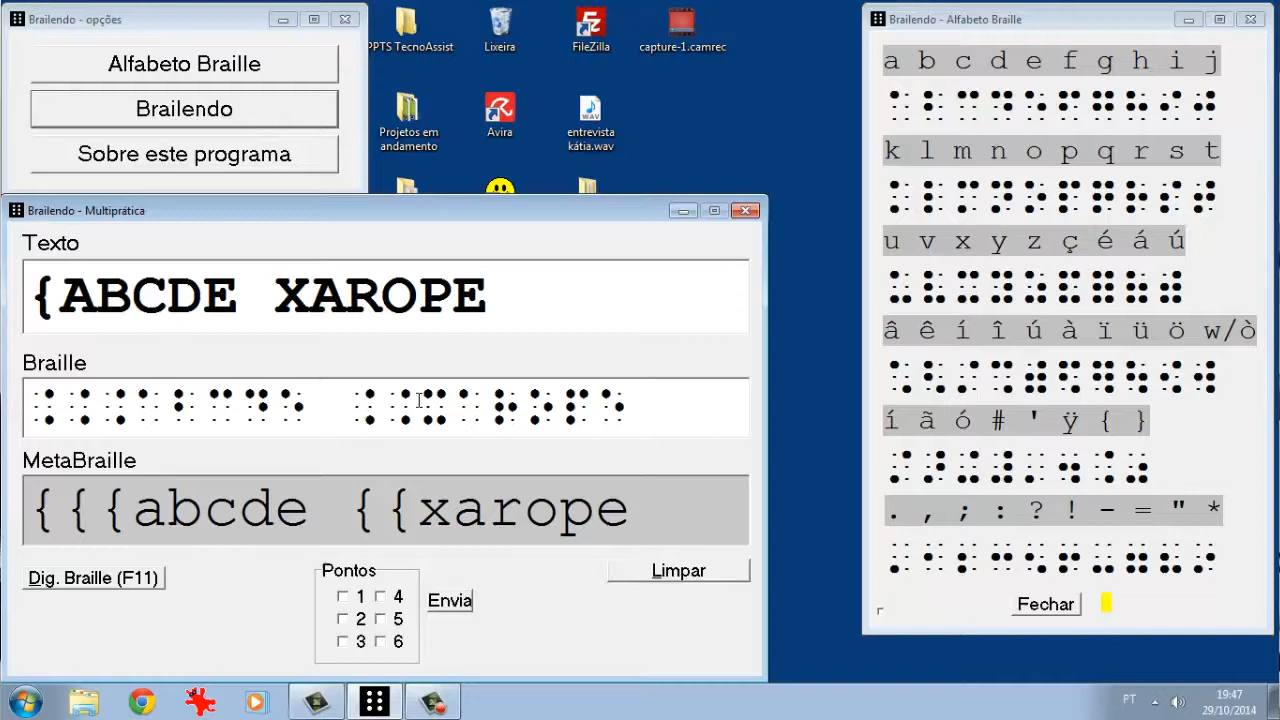 Brailendo - opções
Alfabeto Braille
Brailendo
Sobre este programa
PPTS TecnoAssist
Lixeira
FileZilla
capture-1.camrec
Projetos em
andamento
Avira
entrevista
kátia.wav
Brailendo - Multiprática
Texto
{ABCDE XAROPE
Braille
⠨⠨⠨⠁⠃⠉⠙⠑ ⠨⠨⠭⠁⠗⠕⠏⠑
MetaBraille
{{{abcde {{xarope
Dig. Braille (F11)
Pontos
1 4
2 5
3 6
Envia
Limpar
Brailendo - Alfabeto Braille
a b c d e f g h i j
k l m n o p q r s t
u v x y z ç é á ú
â ê í î ú à ï ü ö w/ò
í ã ó # ' ÿ { }
. , ; : ? ! - = " *
Fechar
PT
19:47
29/10/2014